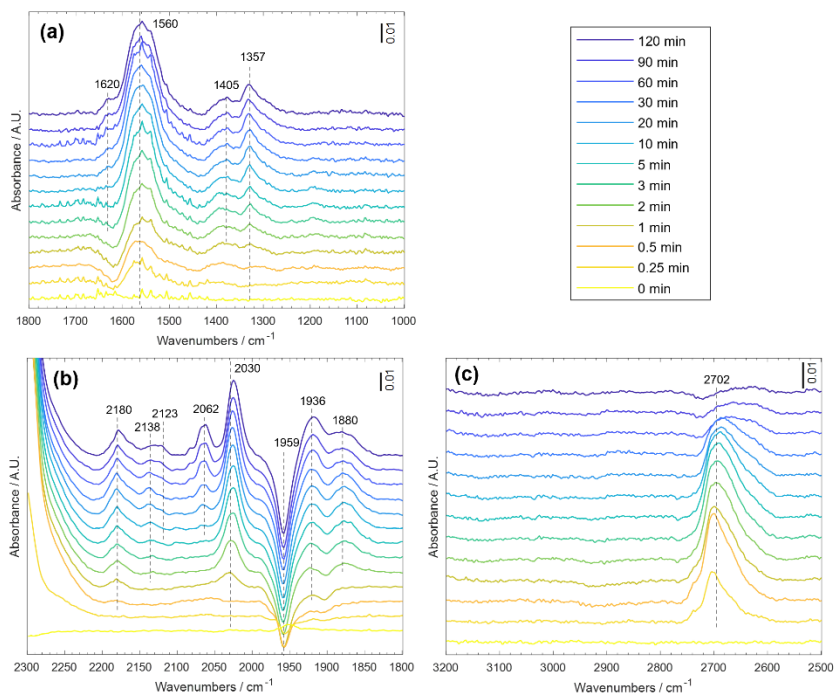 (a)
1560
0.01
1620
1405
1357
Absorbance / A.U.
1800
1700
1600
1500
1400
1300
1200
1100
1000
Wavenumbers / cm⁻¹
120 min
90 min
60 min
30 min
20 min
10 min
5 min
3 min
2 min
1 min
0.5 min
0.25 min
0 min
(b)
0.01
2030
2180
2138
2123
2062
1959
1936
1880
Absorbance / A.U.
2300
2250
2200
2150
2100
2050
2000
1950
1900
1850
1800
Wavenumbers / cm⁻¹
(c)
0.01
2702
Absorbance / A.U.
3200
3100
3000
2900
2800
2700
2600
2500
Wavenumbers / cm⁻¹